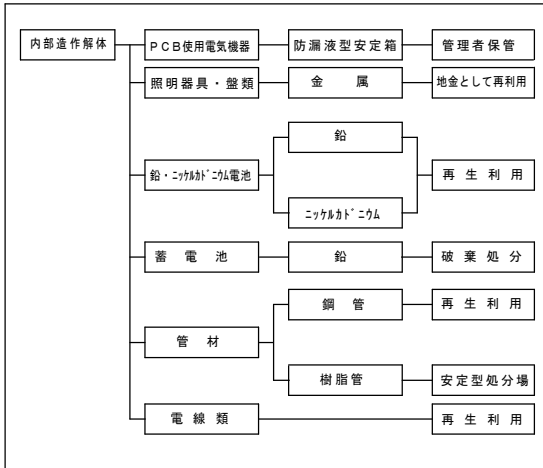 内部造作解体
PCB使用電気機器
防漏液型安定箱
管理者保管
照明器具・盤類
金属
地金として再利用
鉛
鉛・ニッケルカドニウム電池
再生利用
ニッケルカドニウム
蓄電池
鉛
破棄処分
鋼管
再生利用
管材
樹脂管
安定型処分場
電線類
再生利用